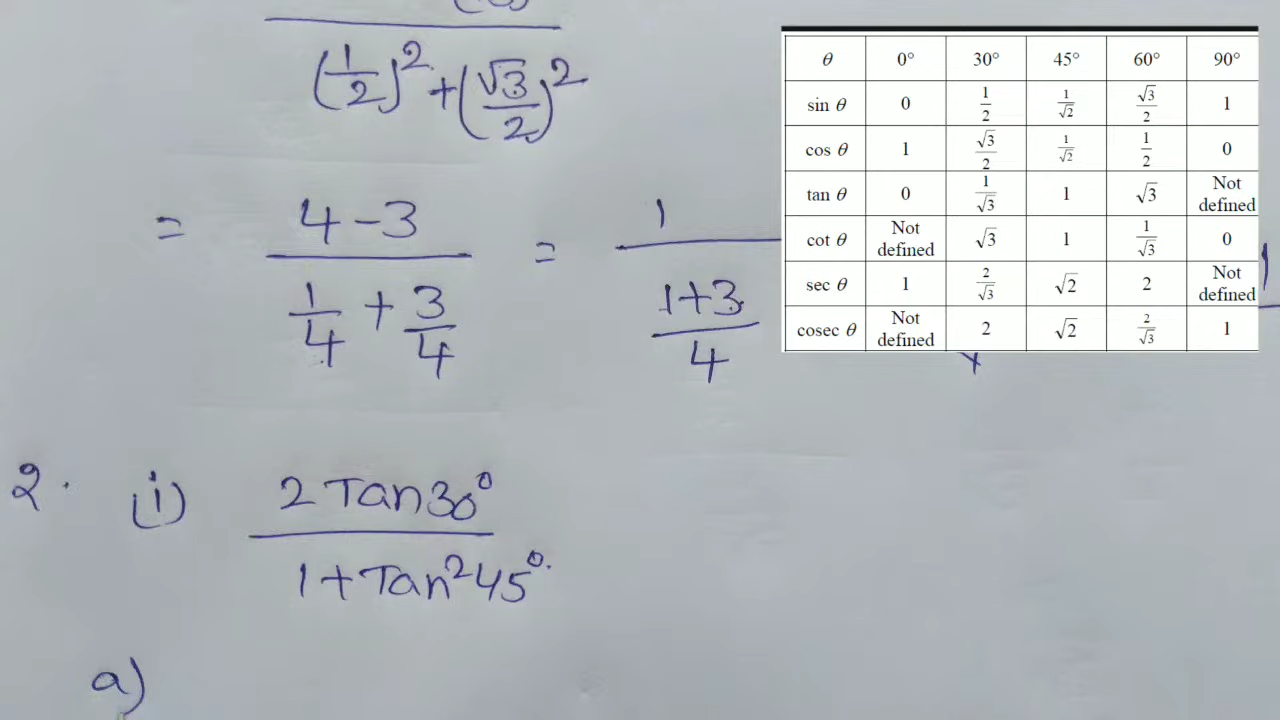 (1/2)² + (√3/2)²
= (4-3)/(1/4 + 3/4) = 1/((1+3)/4)
2. (i) 2 Tan30°/(1+Tan²45°.)
a)
θ 0° 30° 45° 60° 90°
sin θ 0 1/2 1/√2 √3/2 1
cos θ 1 √3/2 1/√2 1/2 0
tan θ 0 1/√3 1 √3 Not defined
cot θ Not defined √3 1 1/√3 0
sec θ 1 2/√3 √2 2 Not defined
cosec θ Not defined 2 √2 2/√3 1